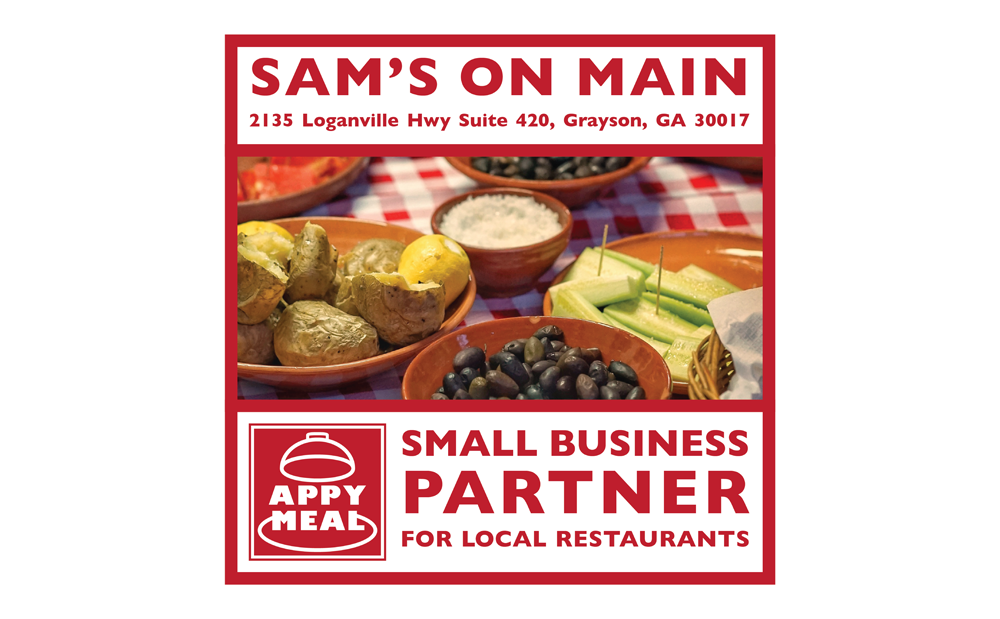 SAM'S ON MAIN
2135 Loganville Hwy Suite 420, Grayson, GA 30017
APPY
MEAL
SMALL BUSINESS
PARTNER
FOR LOCAL RESTAURANTS